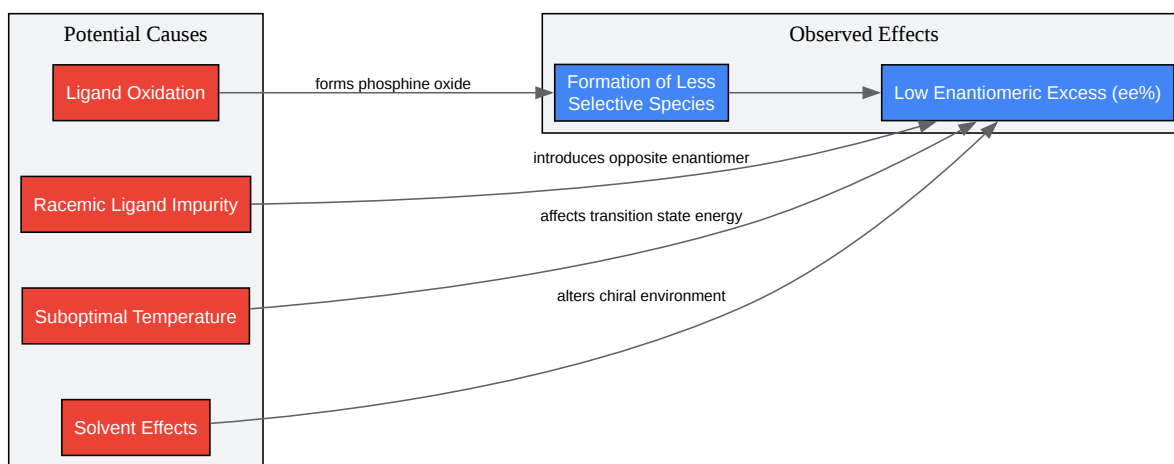 Potential Causes
Observed Effects
Ligand Oxidation
forms phosphine oxide
Formation of Less
Selective Species
Low Enantiomeric Excess (ee%)
introduces opposite enantiomer
Racemic Ligand Impurity
affects transition state energy
Suboptimal Temperature
alters chiral environment
Solvent Effects